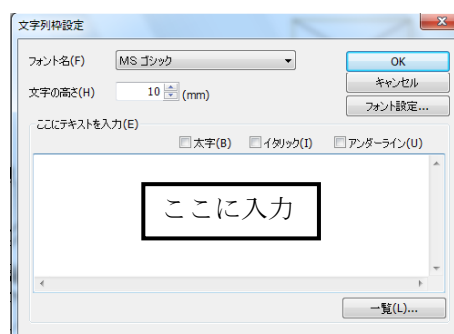 文字列枠設定
フォント名(F) MS ゴシック OK
文字の高さ(H) 10 (mm) キャンセル
フォント設定...
ここにテキストを入力(E)
太字(B) イタリック(I) アンダーライン(U)
ここに入力
一覧(L)...